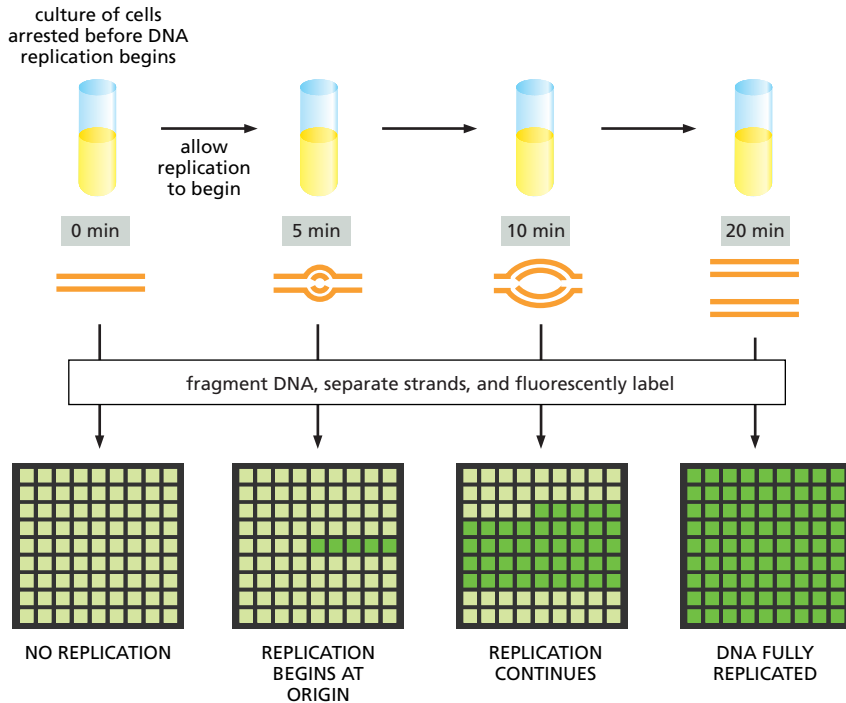 culture of cells
arrested before DNA
replication begins
allow
replication
to begin
0 min
5 min
10 min
20 min
fragment DNA, separate strands, and fluorescently label
NO REPLICATION
REPLICATION
BEGINS AT
ORIGIN
REPLICATION
CONTINUES
DNA FULLY
REPLICATED